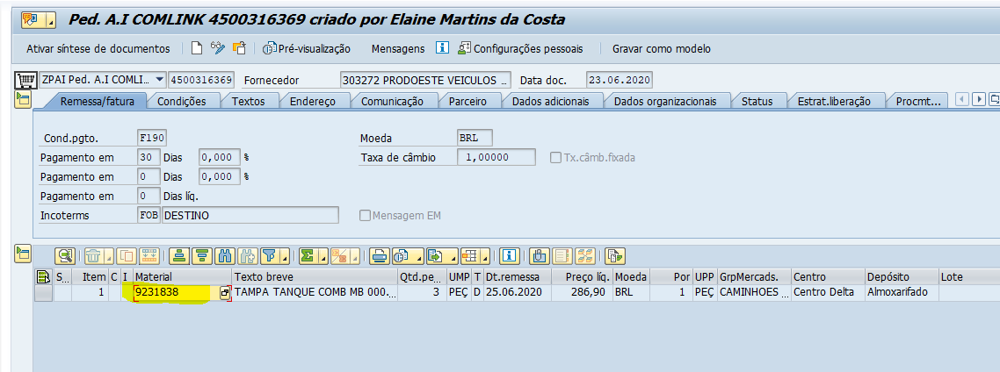 Ped. A.I COMLINK 4500316369 criado por Elaine Martins da Costa
Ativar síntese de documentos Pré-visualização Mensagens Configurações pessoais Gravar como modelo
ZPAI Ped. A.I COMLI... 4500316369 Fornecedor 303272 PRODOESTE VEICULOS ... Data doc. 23.06.2020
Remessa/fatura Condições Textos Endereço Comunicação Parceiro Dados adicionais Dados organizacionais Status Estrat.liberação Procmt...
Cond.pgto. F190 Moeda BRL
Pagamento em 30 Dias 0,000 % Taxa de câmbio 1,00000 Tx.câmb.fixada
Pagamento em 0 Dias 0,000 %
Pagamento em 0 Dias líq.
Incoterms FOB DESTINO Mensagem EM
S... Item C I Material Texto breve Qtd.pe... UMP T Dt.remessa Preço líq. Moeda Por UPP GrpMercads. Centro Depósito Lote
1 9231838 TAMPA TANQUE COMB MB 000... 3 PEÇ D 25.06.2020 286,90 BRL 1 PEÇ CAMINHOES ... Centro Delta Almoxarifado